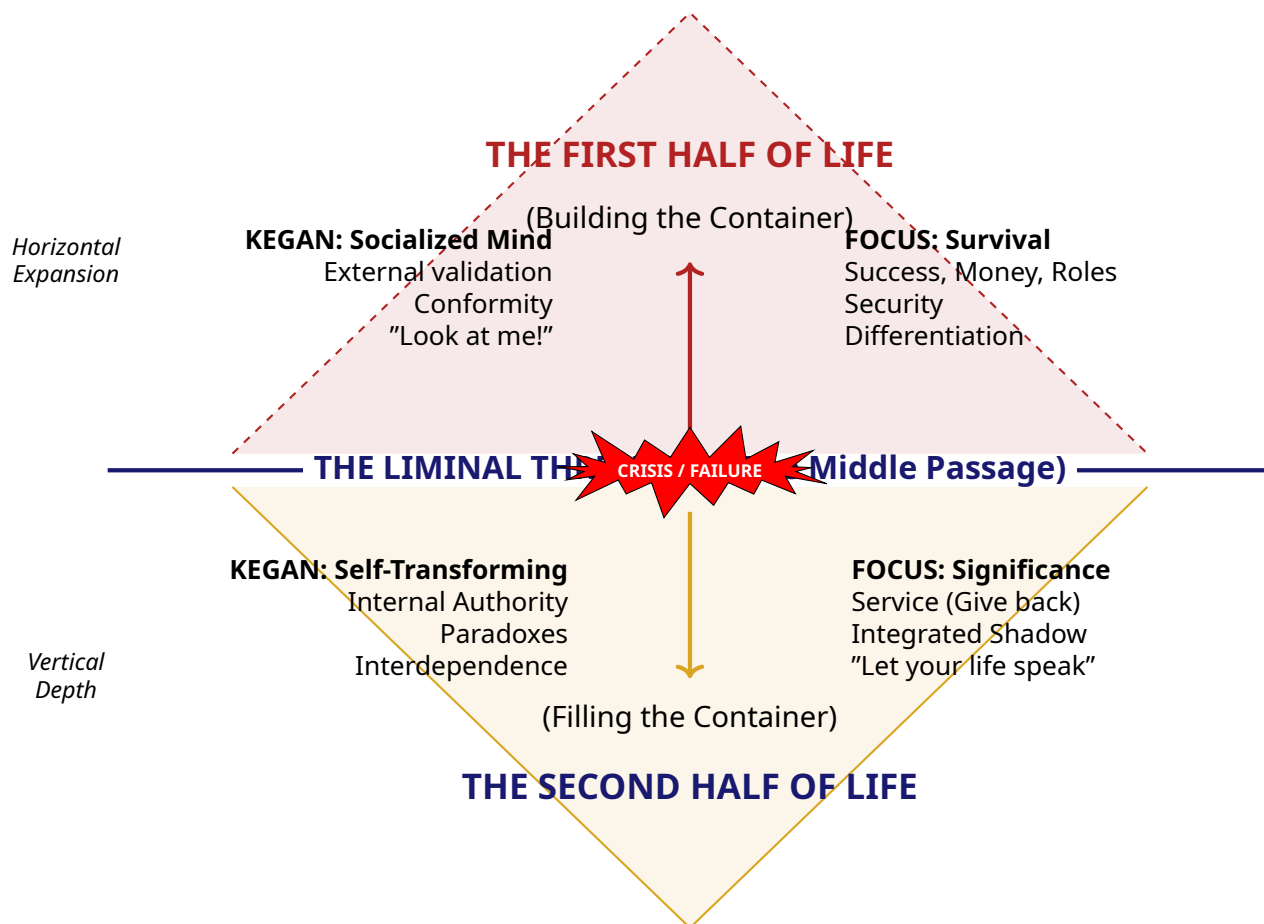 THE FIRST HALF OF LIFE
(Building the Container)
Horizontal
Expansion
KEGAN: Socialized Mind
External validation
Conformity
”Look at me!”
FOCUS: Survival
Success, Money, Roles
Security
Differentiation
THE LIMINAL
CRISIS / FAILURE
Middle Passage)
KEGAN: Self-Transforming
Internal Authority
Paradoxes
Interdependence
FOCUS: Significance
Service (Give back)
Integrated Shadow
”Let your life speak”
Vertical
Depth
(Filling the Container)
THE SECOND HALF OF LIFE